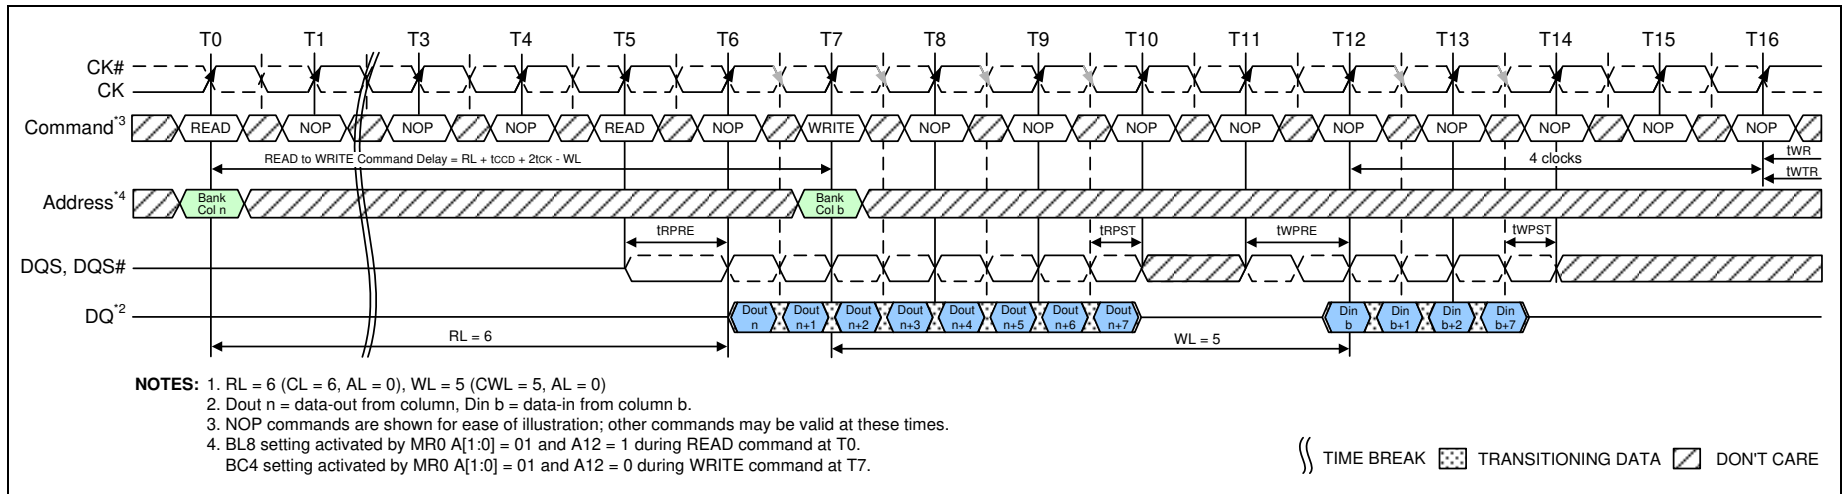 T0 T1 T3 T4 T5 T6 T7 T8 T9 T10 T11 T12 T13 T14 T15 T16
CK#
CK
Command*3 READ NOP NOP NOP READ NOP WRITE NOP NOP NOP NOP NOP NOP NOP NOP NOP
READ to WRITE Command Delay = RL + tCCD + 2tCK - WL
4 clocks
tWR
tWTR
Address*4
Bank
Col n
Bank
Col b
tRPRE tRPST tWPRE tWPST
DQS, DQS#
DQ*2
Dout
n
Dout
n+1
Dout
n+2
Dout
n+3
Dout
n+4
Dout
n+5
Dout
n+6
Dout
n+7
Din
b
Din
b+1
Din
b+2
Din
b+7
RL = 6
WL = 5
NOTES: 1. RL = 6 (CL = 6, AL = 0), WL = 5 (CWL = 5, AL = 0)
2. Dout n = data-out from column, Din b = data-in from column b.
3. NOP commands are shown for ease of illustration; other commands may be valid at these times.
4. BL8 setting activated by MR0 A[1:0] = 01 and A12 = 1 during READ command at T0.
BC4 setting activated by MR0 A[1:0] = 01 and A12 = 0 during WRITE command at T7.
TIME BREAK TRANSITIONING DATA DON'T CARE